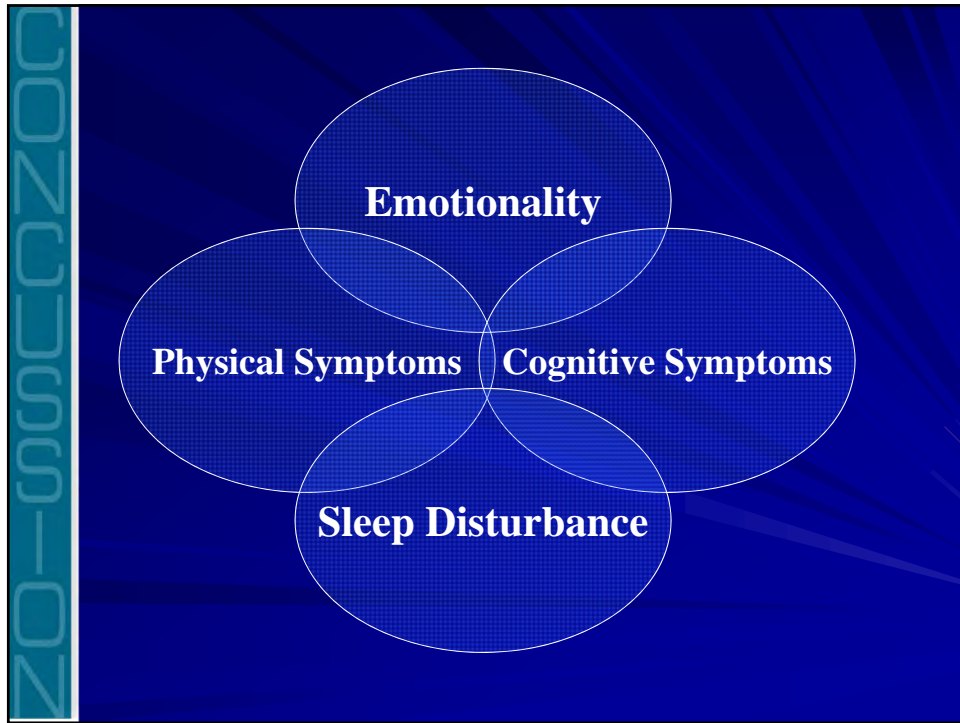 CONCUSSION
Emotionality
Physical Symptoms
Cognitive Symptoms
Sleep Disturbance